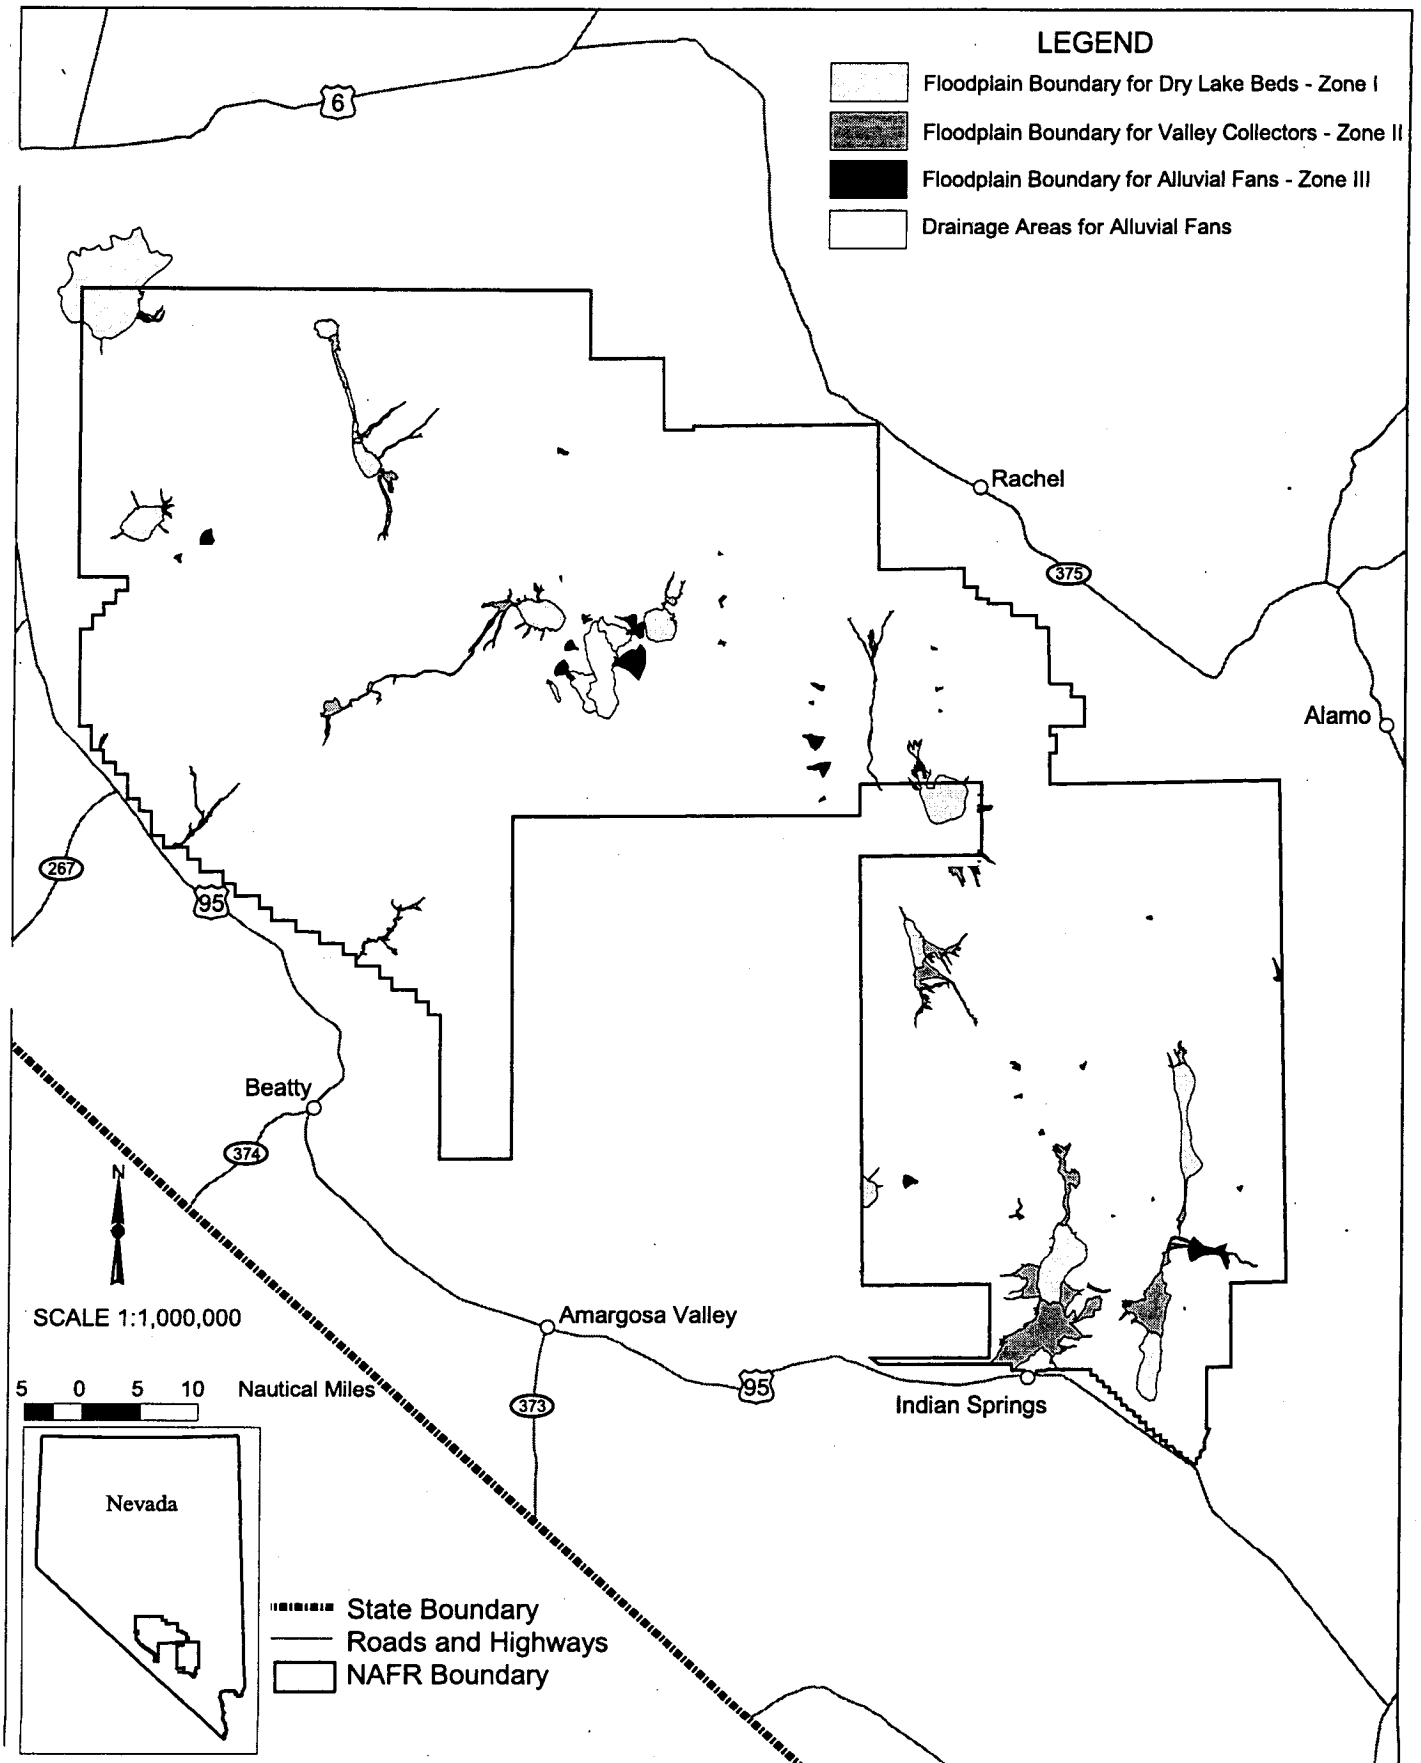 LEGEND
Floodplain Boundary for Dry Lake Beds - Zone I
Floodplain Boundary for Valley Collectors - Zone II
Floodplain Boundary for Alluvial Fans - Zone III
Drainage Areas for Alluvial Fans
6
Rachel
375
Alamo
267
95
Beatty
374
N
SCALE 1:1,000,000
Amargosa Valley
5 0 5 10 Nautical Miles
373
95
Indian Springs
Nevada
State Boundary
Roads and Highways
NAFR Boundary